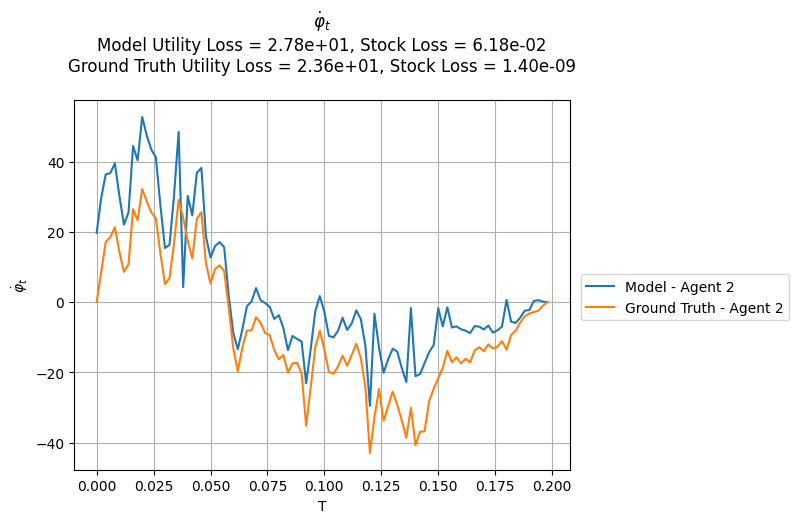 φ̇ₜ
Model Utility Loss = 2.78e+01, Stock Loss = 6.18e-02
Ground Truth Utility Loss = 2.36e+01, Stock Loss = 1.40e-09
40
20
0
−20
−40
φ̇ₜ
0.000 0.025 0.050 0.075 0.100 0.125 0.150 0.175 0.200
T
Model - Agent 2
Ground Truth - Agent 2